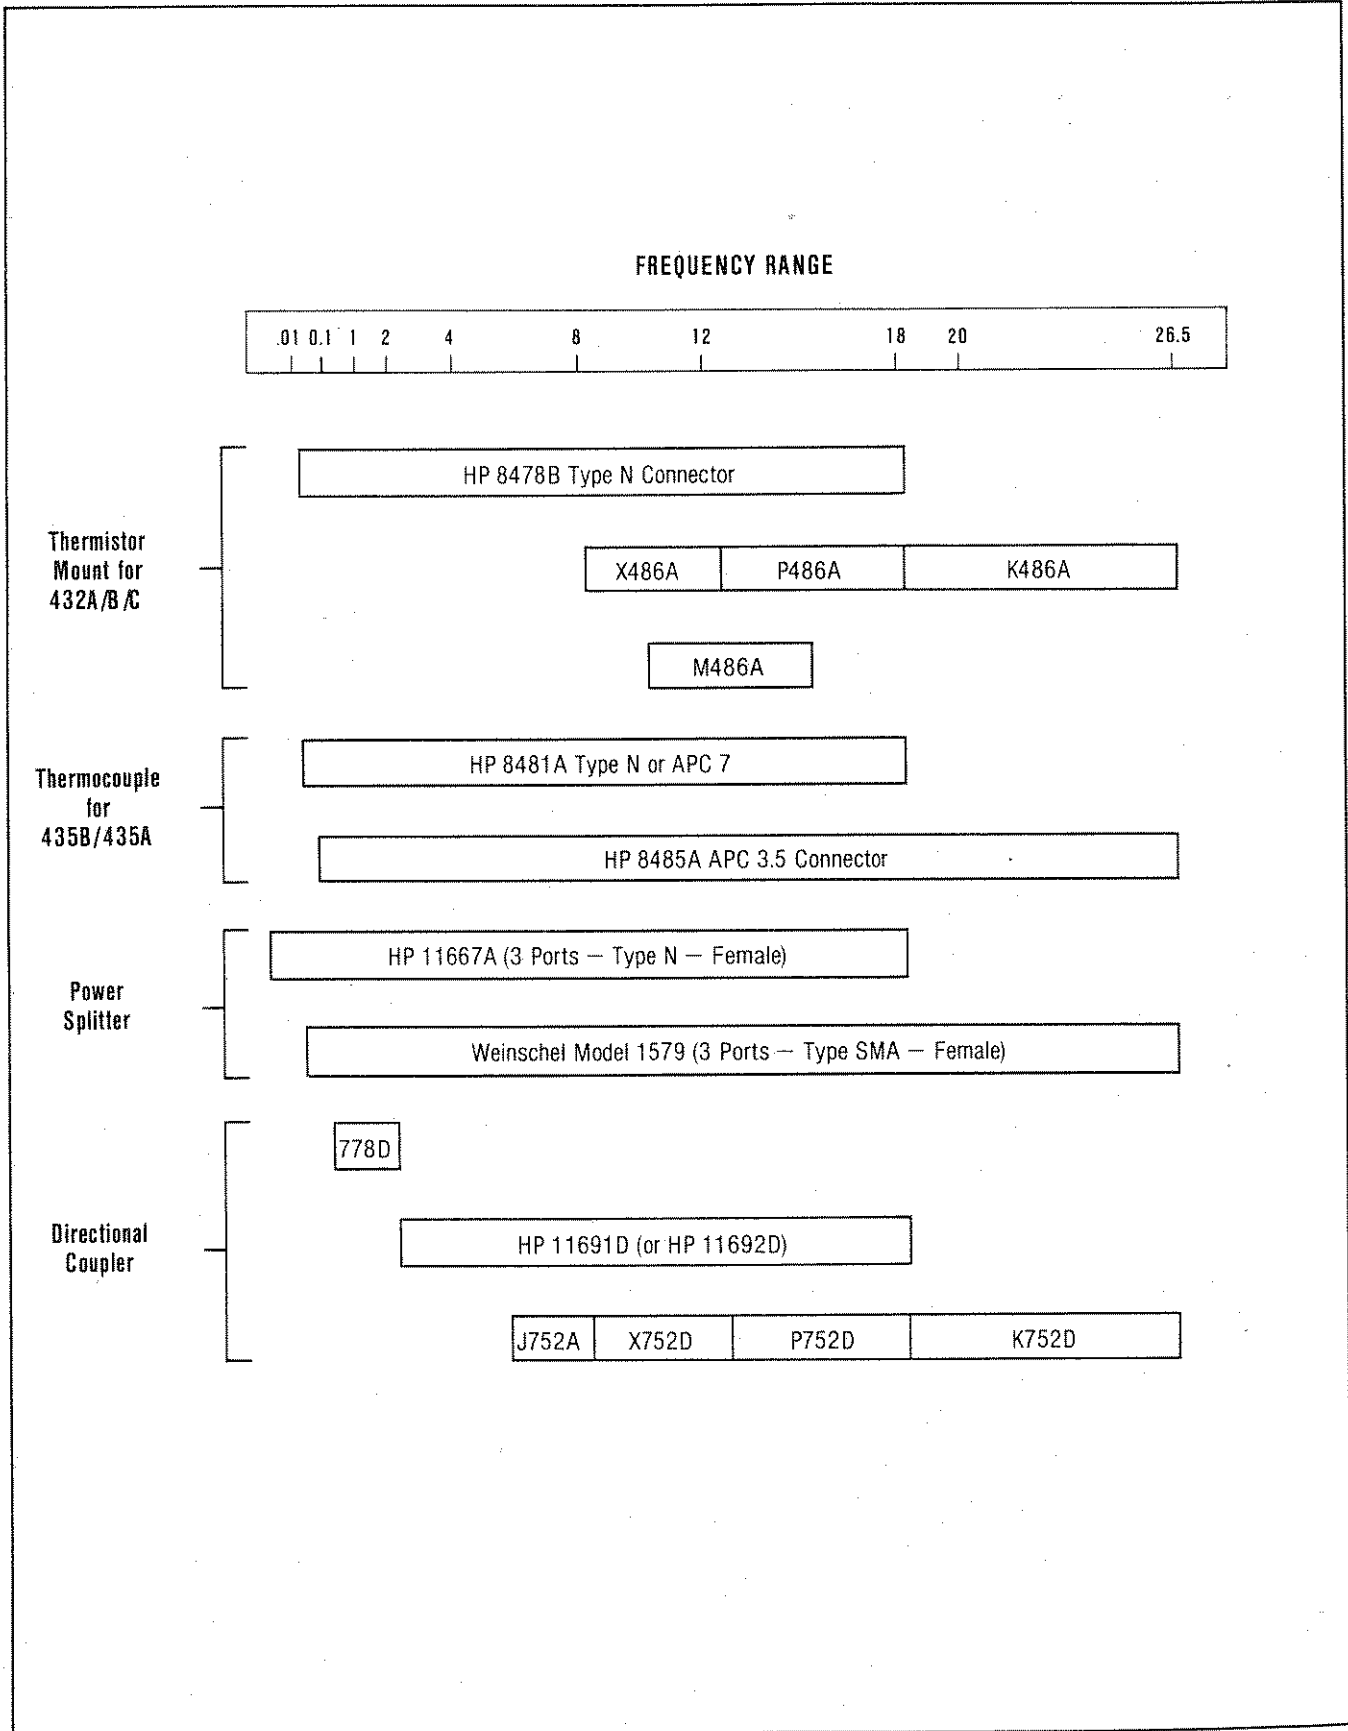 FREQUENCY RANGE
.01 0.1 1 2 4 8 12 18 20 26.5
HP 8478B Type N Connector
Thermistor
Mount for
432A/B/C
X486A P486A K486A
M486A
HP 8481A Type N or APC 7
Thermocouple
for
435B/435A
HP 8485A APC 3.5 Connector
HP 11667A (3 Ports — Type N — Female)
Power
Splitter
Weinschel Model 1579 (3 Ports — Type SMA — Female)
778D
Directional
Coupler
HP 11691D (or HP 11692D)
J752A X752D P752D K752D